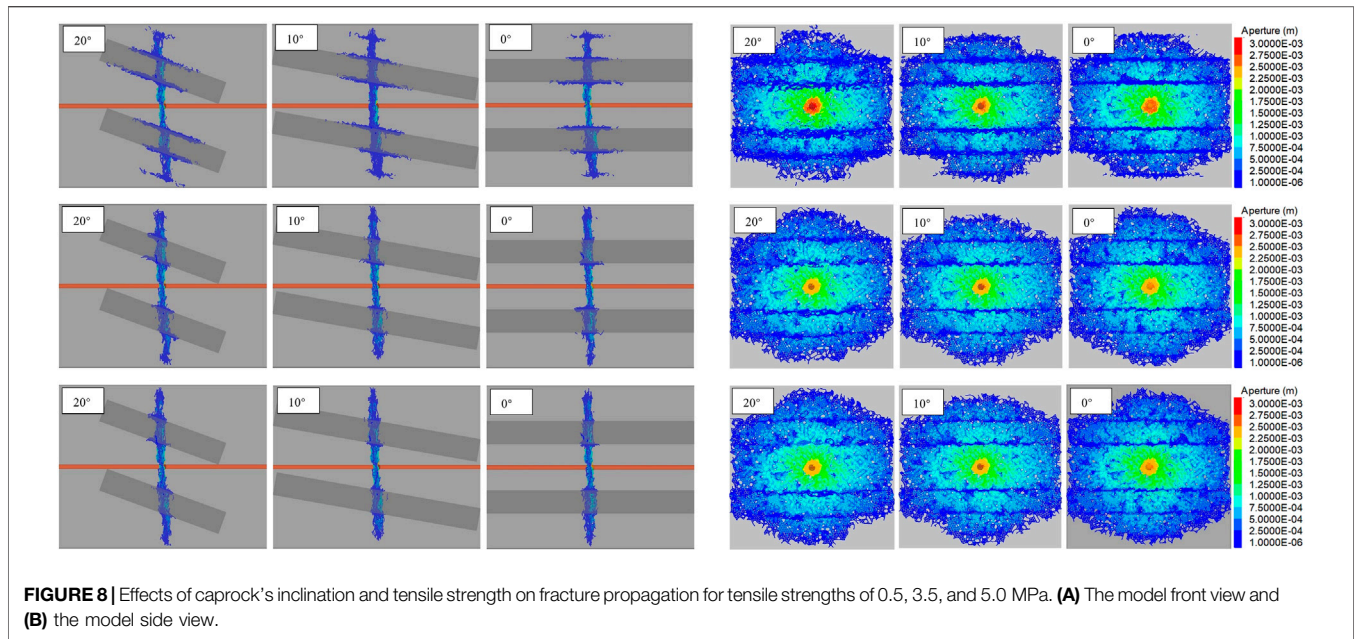 20°
10°
0°
20°
10°
0°
Aperture (m)
3.0000E-03
2.7500E-03
2.5000E-03
2.2500E-03
2.0000E-03
1.7500E-03
1.5000E-03
1.2500E-03
1.0000E-03
7.5000E-04
5.0000E-04
2.5000E-04
1.0000E-06
20°
10°
0°
20°
10°
0°
Aperture (m)
3.0000E-03
2.7500E-03
2.5000E-03
2.2500E-03
2.0000E-03
1.7500E-03
1.5000E-03
1.2500E-03
1.0000E-03
7.5000E-04
5.0000E-04
2.5000E-04
1.0000E-06
20°
10°
0°
20°
10°
0°
Aperture (m)
3.0000E-03
2.7500E-03
2.5000E-03
2.2500E-03
2.0000E-03
1.7500E-03
1.5000E-03
1.2500E-03
1.0000E-03
7.5000E-04
5.0000E-04
2.5000E-04
1.0000E-06
FIGURE 8 | Effects of caprock's inclination and tensile strength on fracture propagation for tensile strengths of 0.5, 3.5, and 5.0 MPa. (A) The model front view and
(B) the model side view.